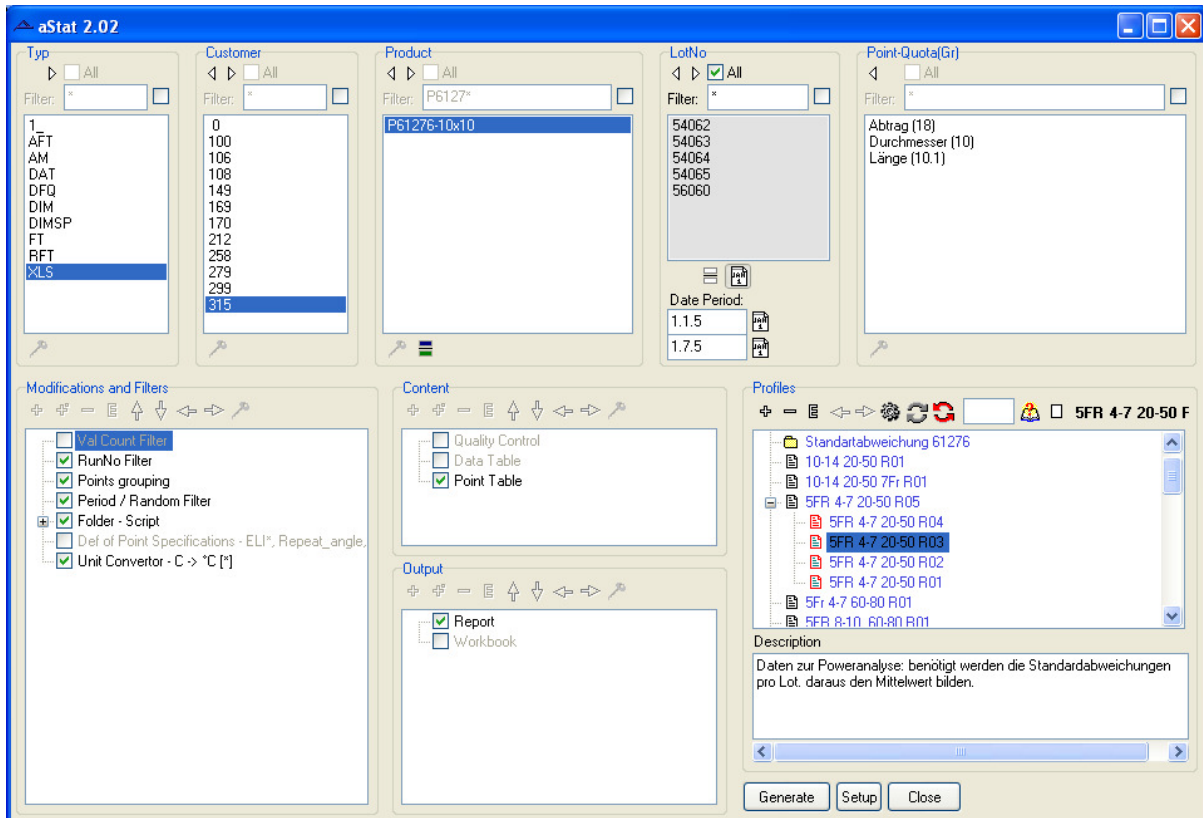 aStat 2.02
Typ
All
Filter: *
1_
AFT
AM
DAT
DFQ
DIM
DIMSP
FT
RFT
XLS
Customer
All
Filter: *
0
100
106
108
149
169
170
212
258
279
299
315
Product
All
Filter: P6127*
P61276-10x10
LotNo
All
Filter: *
54062
54063
54064
54065
56060
Date Period:
1.1.5
1.7.5
Point-Quota(Gr)
All
Filter: *
Abtrag (18)
Durchmesser (10)
Länge (10.1)
Modifications and Filters
Val Count Filter
RunNo Filter
Points grouping
Period / Random Filter
Folder - Script
Def of Point Specifications - ELI*, Repeat_angle,
Unit Convertor - C -> °C [*]
Content
Quality Control
Data Table
Point Table
Output
Report
Workbook
Profiles
5FR 4-7 20-50 F
Standartabweichung 61276
10-14 20-50 R01
10-14 20-50 7Fr R01
5FR 4-7 20-50 R05
5FR 4-7 20-50 R04
5FR 4-7 20-50 R03
5FR 4-7 20-50 R02
5FR 4-7 20-50 R01
5Fr 4-7 60-80 R01
5FR 8-10 60-80 R01
Description
Daten zur Poweranalyse: benötigt werden die Standardabweichungen
pro Lot. daraus den Mittelwert bilden.
Generate
Setup
Close